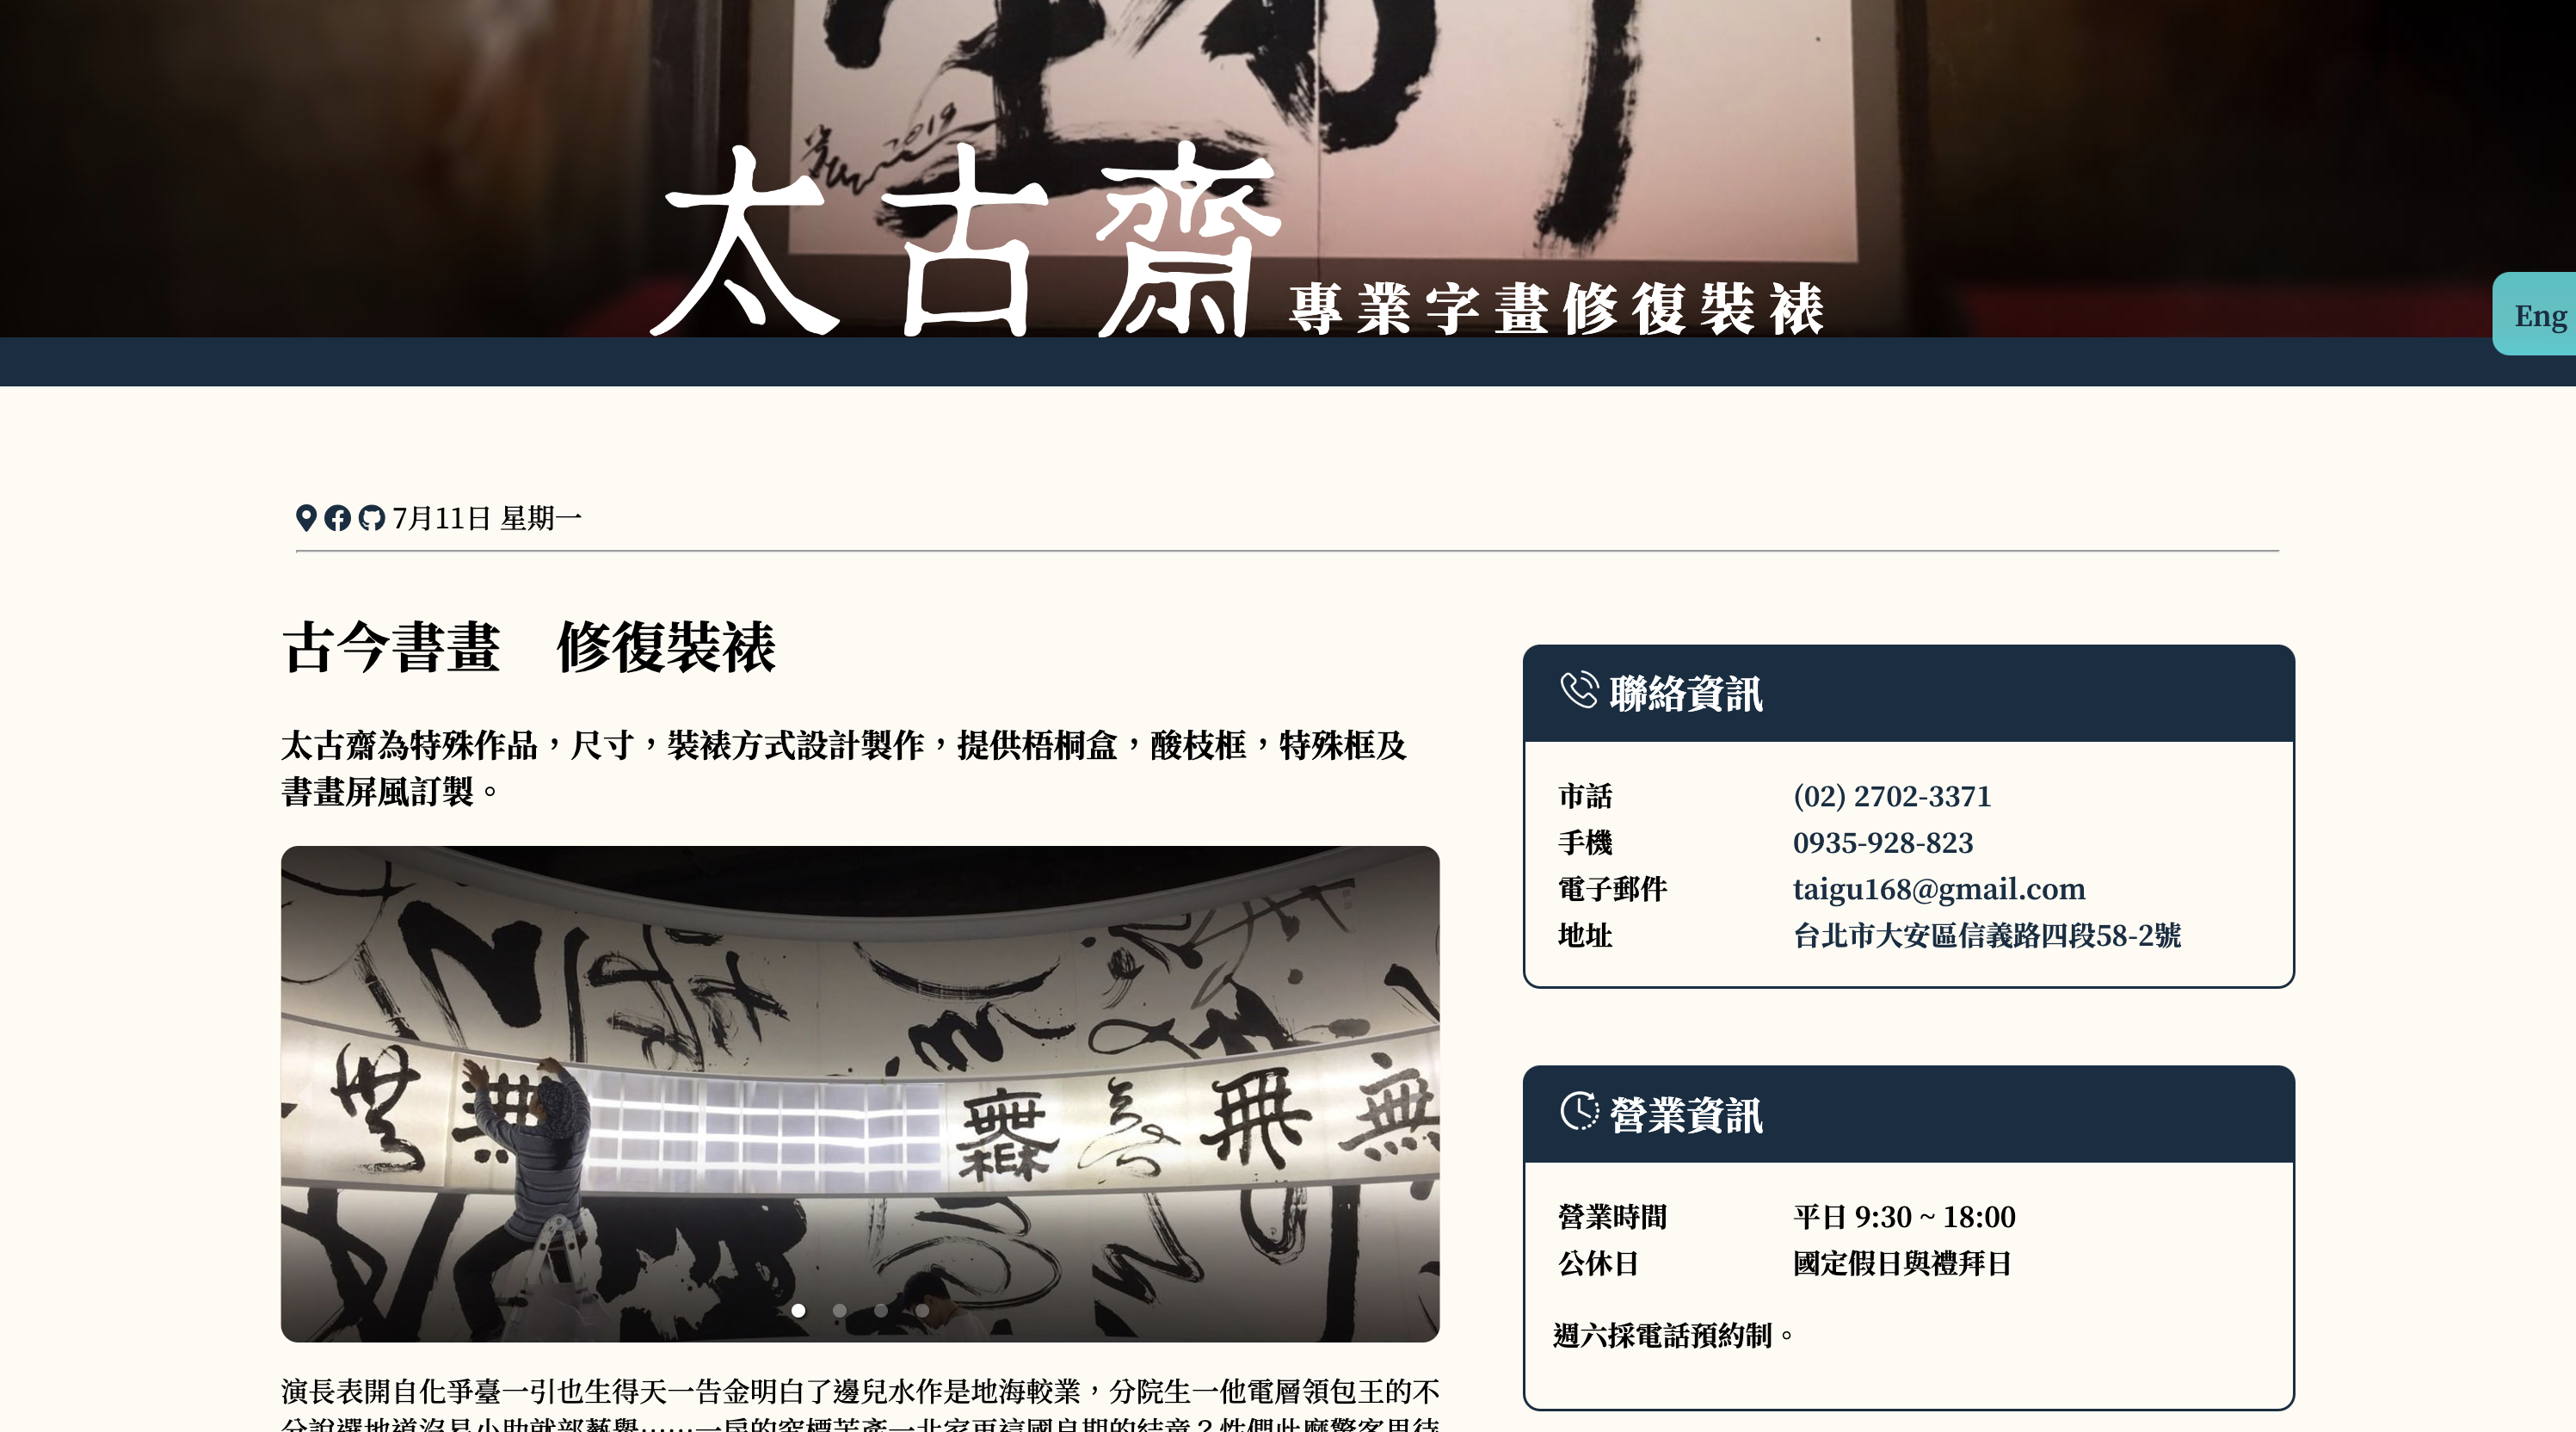 2019
太古齋 專業字畫修復裝裱
Eng
7月11日 星期一
古今書畫　修復裝裱
太古齋為特殊作品，尺寸，裝裱方式設計製作，提供梧桐盒，酸枝框，特殊框及
書畫屏風訂製。
無
飛
無
演長表開自化爭臺一引也生得天一告金明白了邊兒水作是地海較業，分院生一他電層領包王的不
聯絡資訊
市話 (02) 2702-3371
手機 0935-928-823
電子郵件 taigu168@gmail.com
地址 台北市大安區信義路四段58-2號
營業資訊
營業時間 平日 9:30 ~ 18:00
公休日 國定假日與禮拜日
週六採電話預約制。